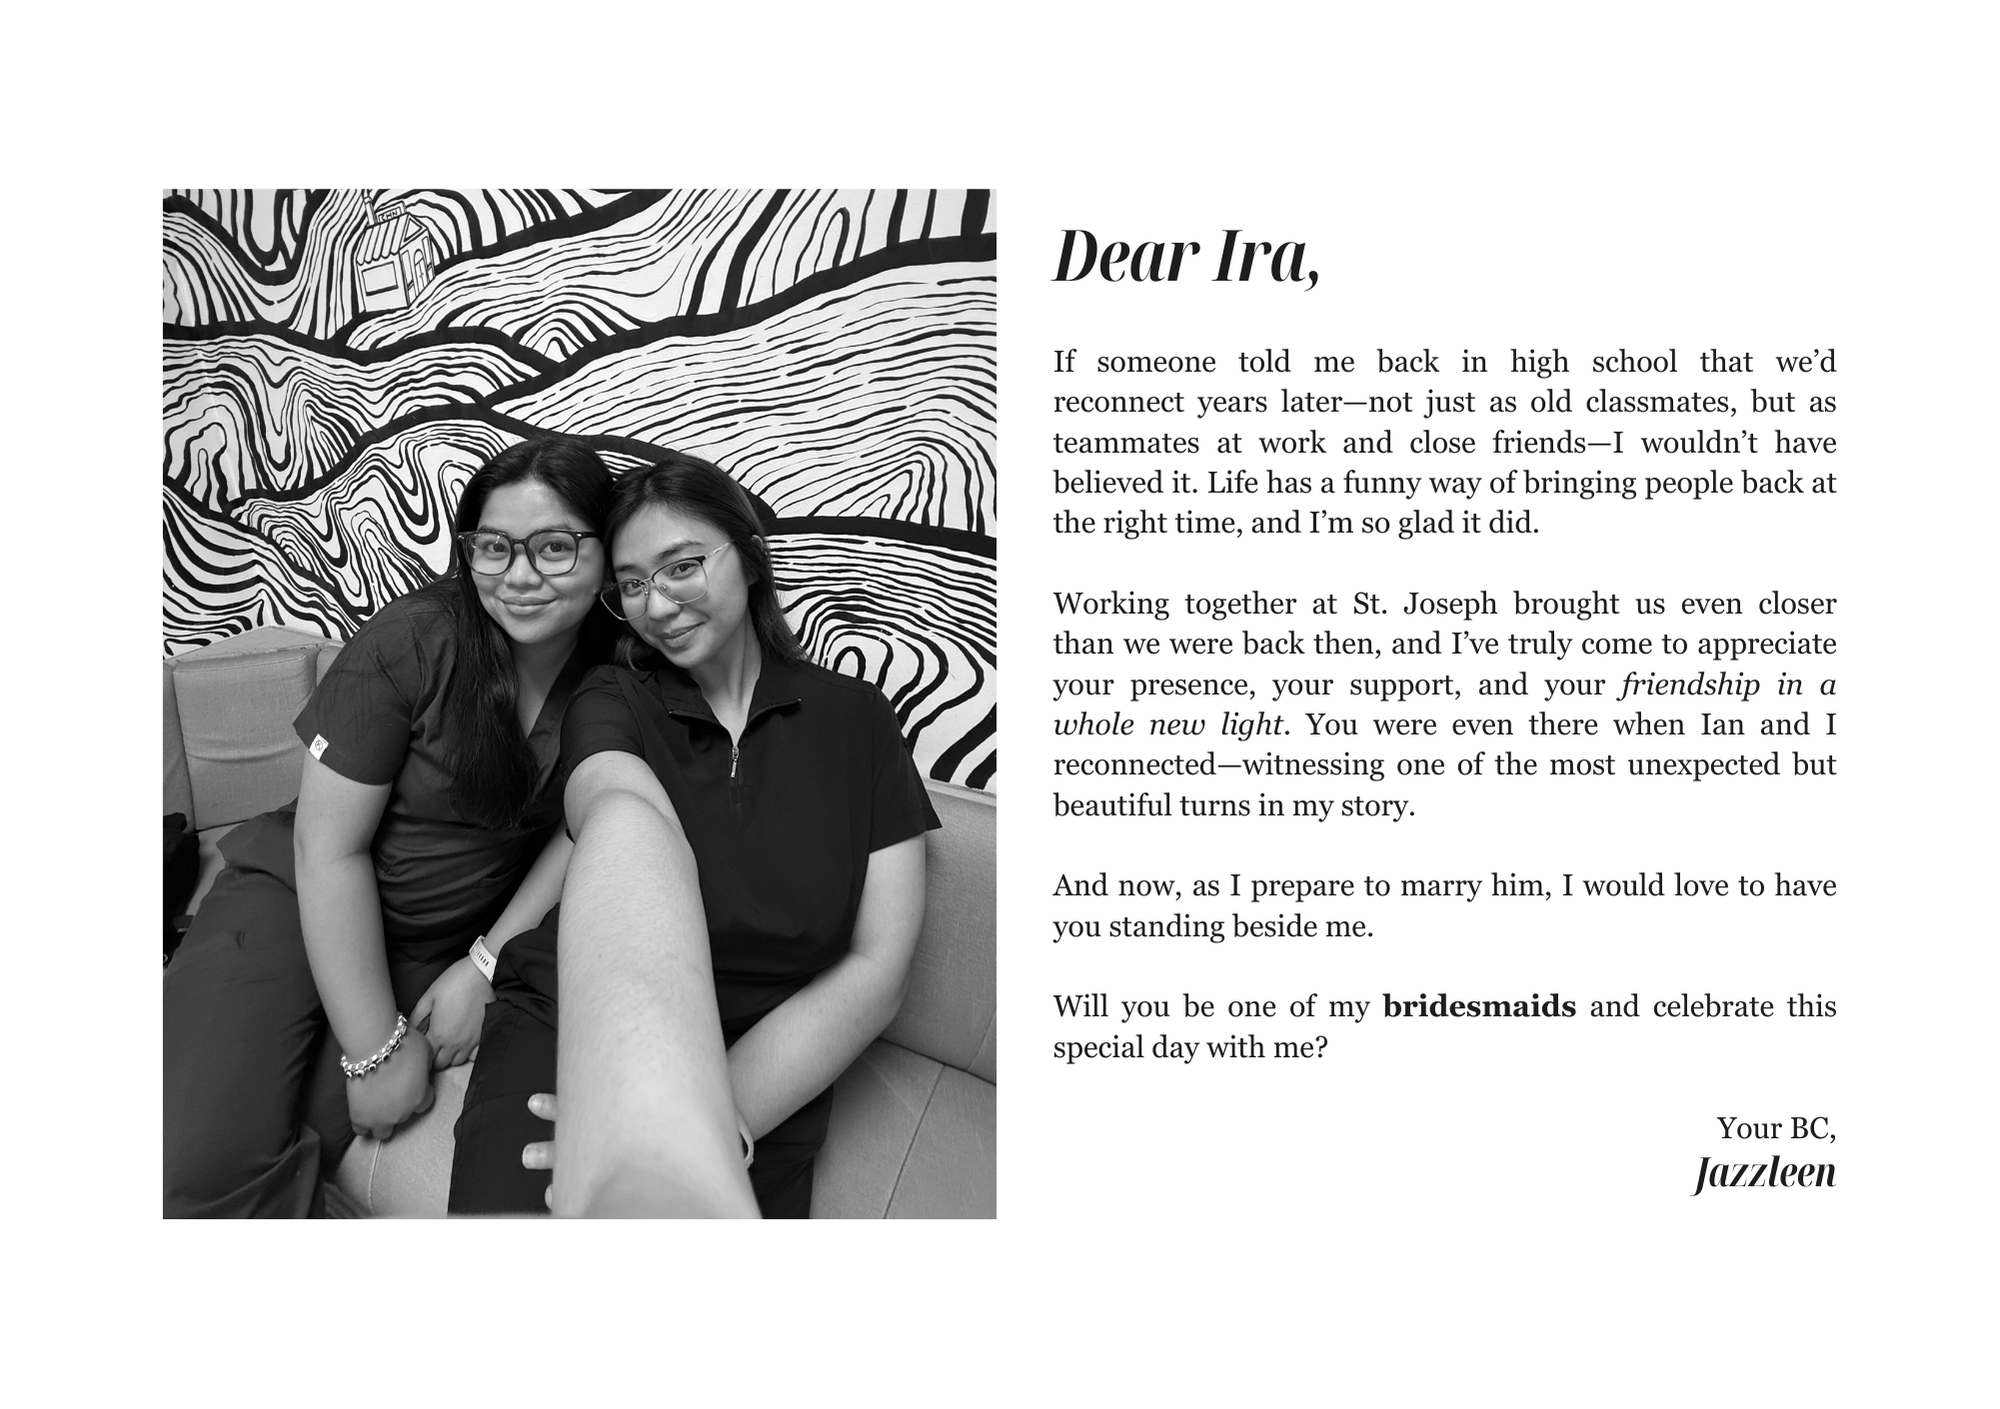 Dear Ira,
If someone told me back in high school that we’d
reconnect years later—not just as old classmates, but as
teammates at work and close friends—I wouldn’t have
believed it. Life has a funny way of bringing people back at
the right time, and I’m so glad it did.
Working together at St. Joseph brought us even closer
than we were back then, and I’ve truly come to appreciate
your presence, your support, and your friendship in a
whole new light. You were even there when Ian and I
reconnected—witnessing one of the most unexpected but
beautiful turns in my story.
And now, as I prepare to marry him, I would love to have
you standing beside me.
Will you be one of my bridesmaids and celebrate this
special day with me?
Your BC,
Jazzleen